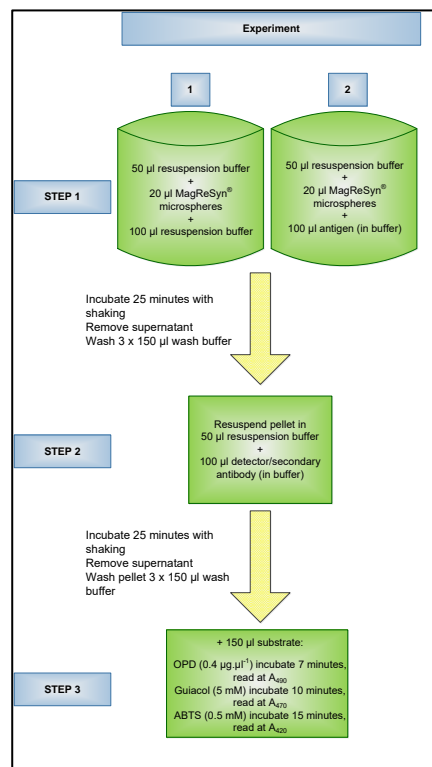 Experiment
1
2
STEP 1
50 µl resuspension buffer
+
20 µl MagReSyn®
microspheres
+
100 µl resuspension buffer
50 µl resuspension buffer
+
20 µl MagReSyn®
microspheres
+
100 µl antigen (in buffer)
Incubate 25 minutes with
shaking
Remove supernatant
Wash 3 x 150 µl wash buffer
STEP 2
Resuspend pellet in
50 µl resuspension buffer
+
100 µl detector/secondary
antibody (in buffer)
Incubate 25 minutes with
shaking
Remove supernatant
Wash pellet 3 x 150 µl wash
buffer
STEP 3
+ 150 µl substrate:
OPD (0.4 µg.µl⁻¹) incubate 7 minutes,
read at A₄₉₀
Guiacol (5 mM) incubate 10 minutes,
read at A₄₇₀
ABTS (0.5 mM) incubate 15 minutes,
read at A₄₂₀